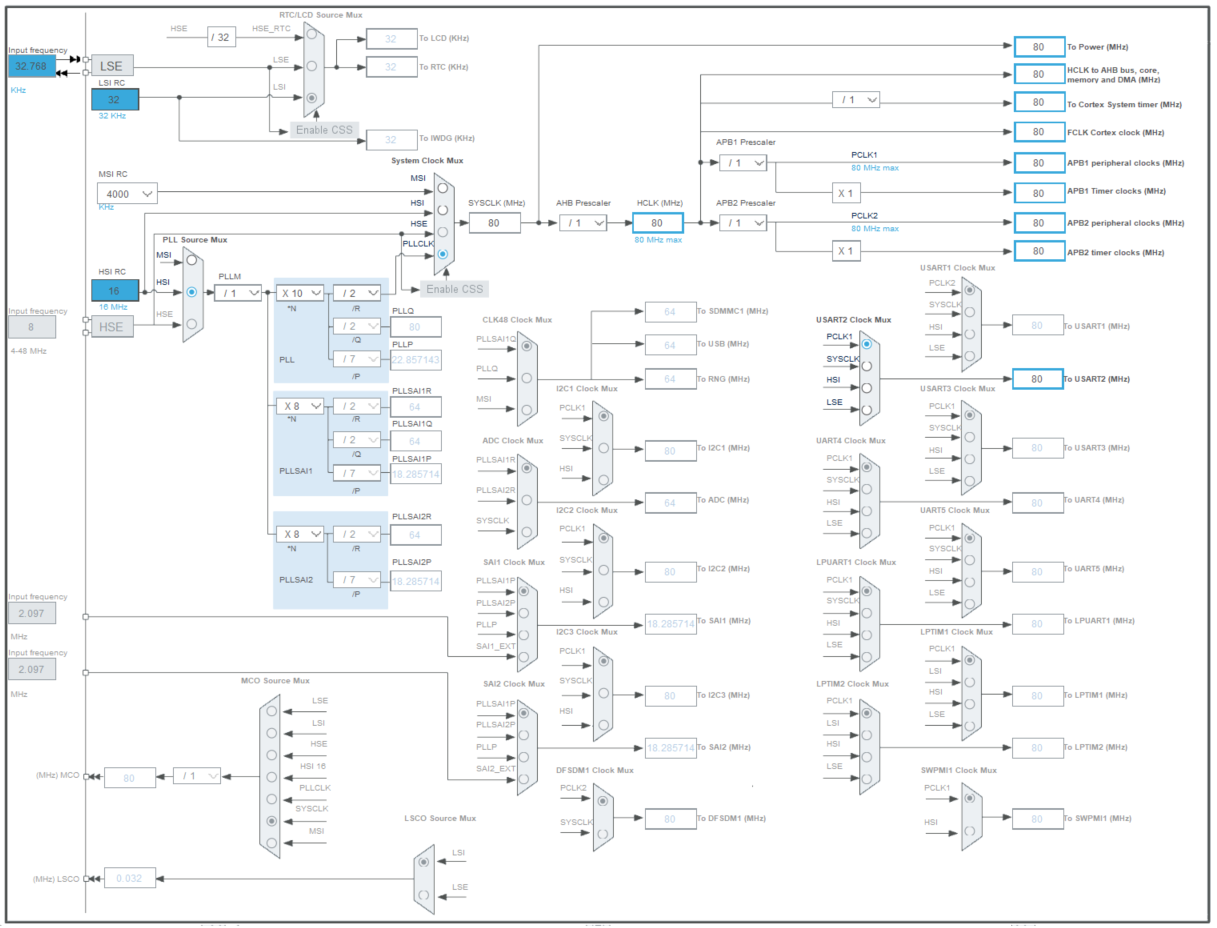 RTC/LCD Source Mux
HSE
/ 32
HSE_RTC
32
To LCD (KHz)
80
To Power (MHz)
Input frequency
32.768
KHz
LSE
LSE
32
To RTC (KHz)
80
HCLK to AHB bus, core,
memory and DMA (MHz)
LSI RC
32
32 KHz
LSI
/ 1
80
To Cortex System timer (MHz)
Enable CSS
32
To IWDG (KHz)
80
FCLK Cortex clock (MHz)
System Clock Mux
APB1 Prescaler
/ 1
PCLK1
80 MHz max
80
APB1 peripheral clocks (MHz)
MSI RC
4000
KHz
MSI
HSI
HSE
PLLCLK
X 1
80
APB1 Timer clocks (MHz)
SYSCLK (MHz)
80
AHB Prescaler
/ 1
HCLK (MHz)
80
80 MHz max
APB2 Prescaler
/ 1
PCLK2
80 MHz max
80
APB2 peripheral clocks (MHz)
X 1
80
APB2 timer clocks (MHz)
Enable CSS
PLL Source Mux
MSI
HSI
HSE
HSI RC
16
16 MHz
PLLM
/ 1
X 10
*N
/ 2
/R
PLLQ
/ 2
80
/Q
PLLP
/ 7
22.857143
/P
PLL
Input frequency
8
4-48 MHz
HSE
PLLSAI1R
X 8
*N
/ 2
64
/R
PLLSAI1Q
/ 2
64
/Q
PLLSAI1P
/ 7
18.285714
/P
PLLSAI1
PLLSAI2R
X 8
*N
/ 2
64
/R
PLLSAI2P
/ 7
18.285714
/P
PLLSAI2
CLK48 Clock Mux
PLLSAI1Q
PLLQ
MSI
64
To SDMMC1 (MHz)
64
To USB (MHz)
64
To RNG (MHz)
I2C1 Clock Mux
PCLK1
SYSCLK
HSI
80
To I2C1 (MHz)
ADC Clock Mux
PLLSAI1R
PLLSAI2R
SYSCLK
64
To ADC (MHz)
I2C2 Clock Mux
PCLK1
SYSCLK
HSI
80
To I2C2 (MHz)
SAI1 Clock Mux
PLLSAI1P
PLLSAI2P
PLLP
SAI1_EXT
18.285714
To SAI1 (MHz)
I2C3 Clock Mux
PCLK1
SYSCLK
HSI
80
To I2C3 (MHz)
SAI2 Clock Mux
PLLSAI1P
PLLSAI2P
PLLP
SAI2_EXT
18.285714
To SAI2 (MHz)
DFSDM1 Clock Mux
PCLK2
SYSCLK
80
To DFSDM1 (MHz)
USART1 Clock Mux
PCLK2
SYSCLK
HSI
LSE
80
To USART1 (MHz)
USART2 Clock Mux
PCLK1
SYSCLK
HSI
LSE
80
To USART2 (MHz)
USART3 Clock Mux
PCLK1
SYSCLK
HSI
LSE
80
To USART3 (MHz)
UART4 Clock Mux
PCLK1
SYSCLK
HSI
LSE
80
To UART4 (MHz)
UART5 Clock Mux
PCLK1
SYSCLK
HSI
LSE
80
To UART5 (MHz)
LPUART1 Clock Mux
PCLK1
SYSCLK
HSI
LSE
80
To LPUART1 (MHz)
LPTIM1 Clock Mux
PCLK1
LSI
HSI
LSE
80
To LPTIM1 (MHz)
LPTIM2 Clock Mux
PCLK1
LSI
HSI
LSE
80
To LPTIM2 (MHz)
SWPMI1 Clock Mux
PCLK1
HSI
80
To SWPMI1 (MHz)
Input frequency
2.097
MHz
Input frequency
2.097
MHz
MCO Source Mux
LSE
LSI
HSE
HSI 16
PLLCLK
SYSCLK
MSI
(MHz) MCO
80
/ 1
LSCO Source Mux
LSI
LSE
(MHz) LSCO
0.032